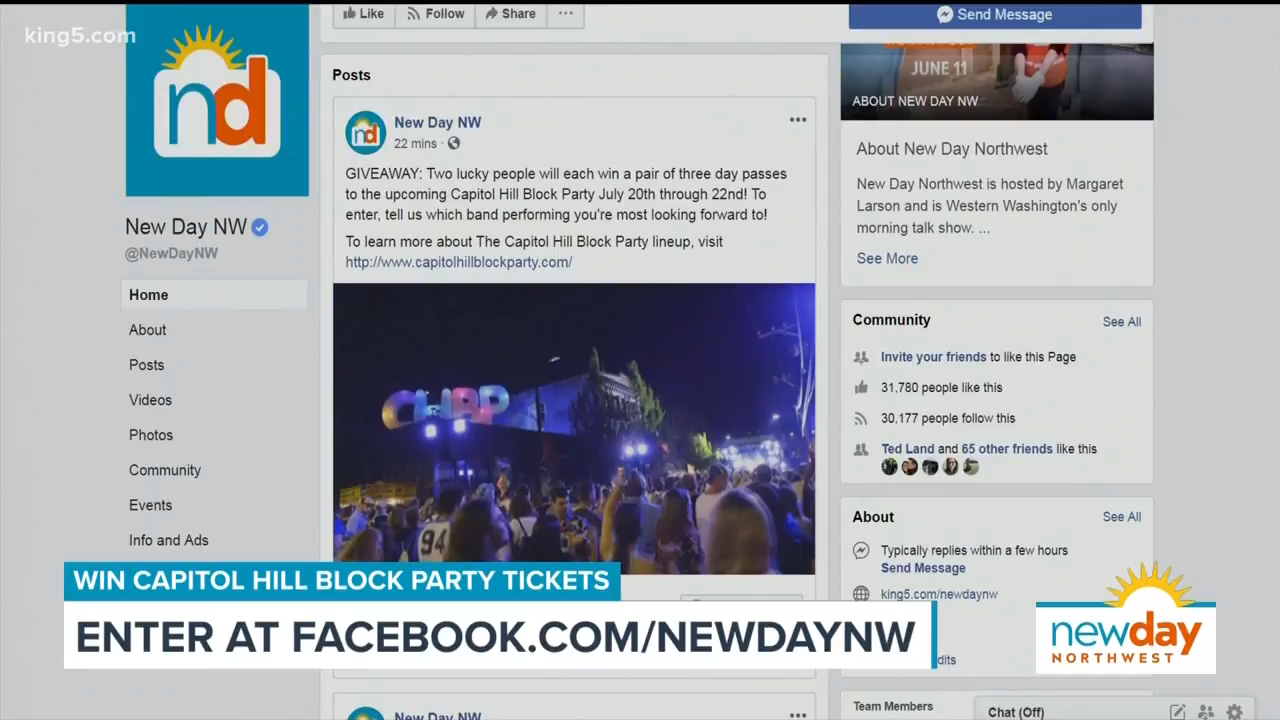 king5.com
nd
Like Follow Share ...
Send Message
Posts
JUNE 11
ABOUT NEW DAY NW
New Day NW
22 mins ·
GIVEAWAY: Two lucky people will each win a pair of three day passes
to the upcoming Capitol Hill Block Party July 20th through 22nd! To
enter, tell us which band performing you're most looking forward to!
To learn more about The Capitol Hill Block Party lineup, visit
http://www.capitolhillblockparty.com/
CHBP
94
New Day NW
@NewDayNW
Home
About
Posts
Videos
Photos
Community
Events
Info and Ads
About New Day Northwest
New Day Northwest is hosted by Margaret
Larson and is Western Washington's only
morning talk show. ...
See More
Community See All
Invite your friends to like this Page
31,780 people like this
30,177 people follow this
Ted Land and 65 other friends like this
About See All
Typically replies within a few hours
Send Message
king5.com/newdaynw
WIN CAPITOL HILL BLOCK PARTY TICKETS
ENTER AT FACEBOOK.COM/NEWDAYNW
newday
NORTHWEST
New Day NW
Team Members
Chat (Off)